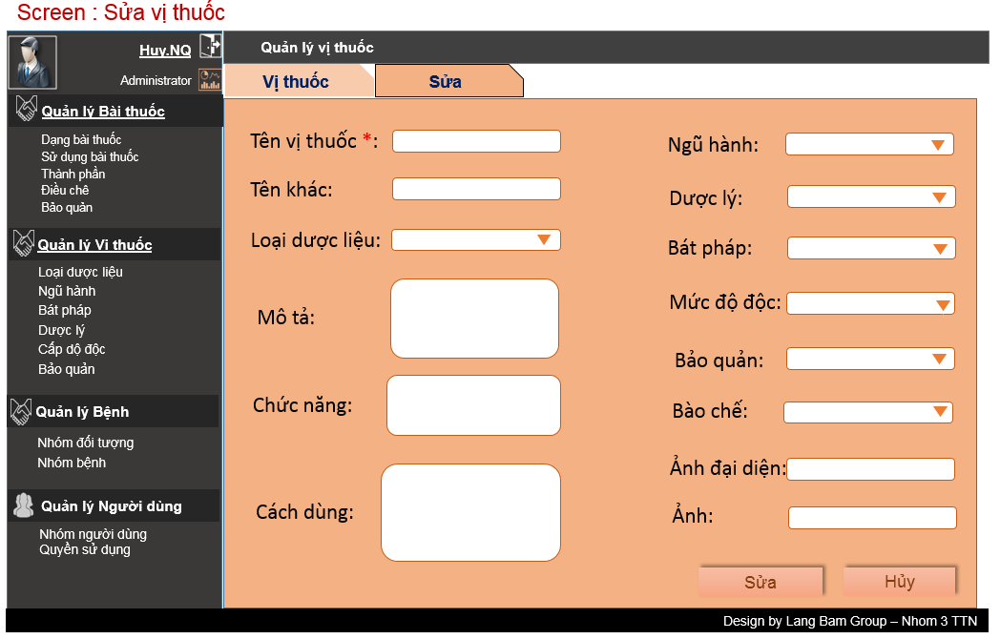 Screen : Sửa vị thuốc
Huy.NQ
Administrator
Quản lý Bài thuốc
Dạng bài thuốc
Sử dụng bài thuốc
Thành phần
Điều chê
Bảo quản
Quản lý Vị thuốc
Loại dược liệu
Ngũ hành
Bát pháp
Dược lý
Cấp dộ độc
Bảo quản
Quản lý Bệnh
Nhóm đối tượng
Nhóm bệnh
Quản lý Người dùng
Nhóm người dùng
Quyền sử dụng
Quản lý vị thuốc
Vị thuốc
Sửa
Tên vị thuốc *:
Tên khác:
Loại dược liệu:
Mô tả:
Chức năng:
Cách dùng:
Ngũ hành:
Dược lý:
Bát pháp:
Mức độ độc:
Bảo quản:
Bào chế:
Ảnh đại diện:
Ảnh:
Sửa
Hủy
Design by Lang Bam Group – Nhom 3 TTN